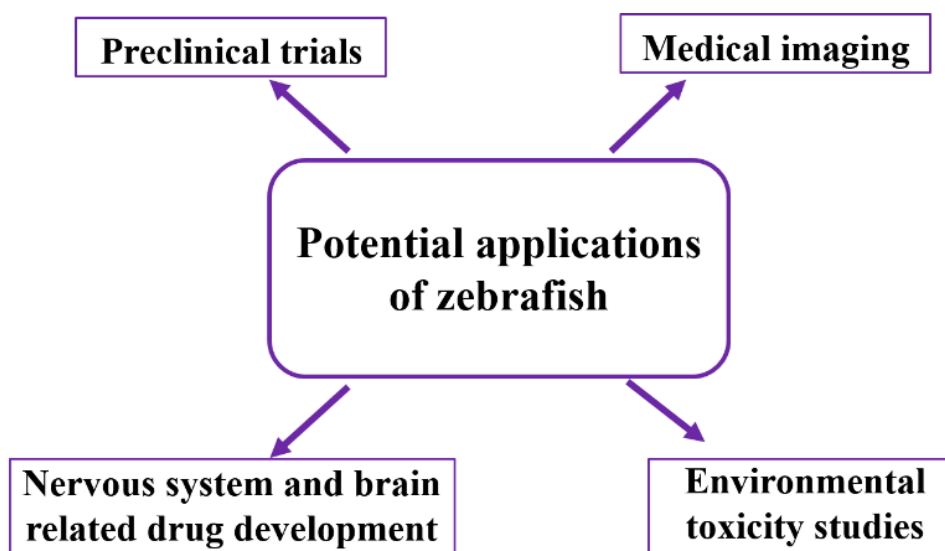 Preclinical trials
Medical imaging
Potential applications
of zebrafish
Nervous system and brain
related drug development
Environmental
toxicity studies